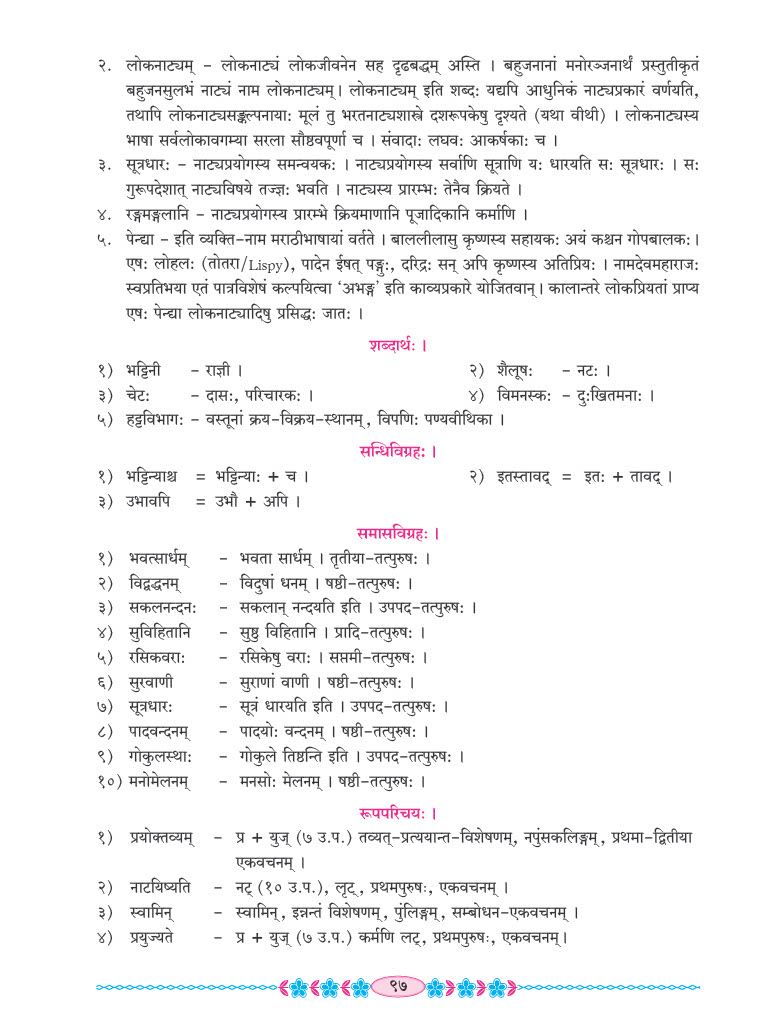 २. लोकनाट्यम् – लोकनाट्यं लोकजीवनेन सह दृढबद्धम् अस्ति । बहुजनानां मनोरञ्जनार्थं प्रस्तुतीकृतं
बहुजनसुलभं नाट्यं नाम लोकनाट्यम्। लोकनाट्यम् इति शब्दः यद्यपि आधुनिकं नाट्यप्रकारं वर्णयति,
तथापि लोकनाट्यसङ्कल्पनायाः मूलं तु भरतनाट्यशास्त्रे दशरूपकेषु दृश्यते (यथा वीथी) । लोकनाट्यस्य
भाषा सर्वलोकावगम्या सरला सौष्ठवपूर्णा च । संवादाः लघवः आकर्षकाः च ।
३. सूत्रधारः – नाट्यप्रयोगस्य समन्वयकः । नाट्यप्रयोगस्य सर्वाणि सूत्राणि यः धारयति सः सूत्रधारः । सः
गुरूपदेशात् नाट्यविषये तज्ज्ञः भवति । नाट्यस्य प्रारम्भः तेनैव क्रियते ।
४. रङ्गमङ्गलानि – नाट्यप्रयोगस्य प्रारम्भे क्रियमाणानि पूजादिकानि कर्माणि ।
५. पेन्द्या – इति व्यक्ति-नाम मराठीभाषायां वर्तते । बाललीलासु कृष्णस्य सहायकः अयं कश्चन गोपबालकः।
एषः लोहलः (तोतरा/Lispy), पादेन ईषत् पङ्गुः, दरिद्रः सन् अपि कृष्णस्य अतिप्रियः । नामदेवमहाराजः
स्वप्रतिभया एतं पात्रविशेषं कल्पयित्वा ‘अभङ्ग’ इति काव्यप्रकारे योजितवान्। कालान्तरे लोकप्रियतां प्राप्य
एषः पेन्द्या लोकनाट्यादिषु प्रसिद्धः जातः ।
शब्दार्थः ।
१) भट्टिनी – राज्ञी । २) शैलूषः – नटः ।
३) चेटः – दासः, परिचारकः । ४) विमनस्कः – दुःखितमनाः ।
५) हट्टविभागः – वस्तूनां क्रय-विक्रय-स्थानम्, विपणिः पण्यवीथिका ।
सन्धिविग्रहः ।
१) भट्टिन्याश्च = भट्टिन्याः + च । २) इतस्तावद् = इतः + तावद् ।
३) उभावपि = उभौ + अपि ।
समासविग्रहः ।
१) भवत्सार्धम् – भवता सार्धम् । तृतीया-तत्पुरुषः ।
२) विद्वद्धनम् – विदुषां धनम् । षष्ठी-तत्पुरुषः ।
३) सकलनन्दनः – सकलान् नन्दयति इति । उपपद-तत्पुरुषः ।
४) सुविहितानि – सुष्ठु विहितानि । प्रादि-तत्पुरुषः ।
५) रसिकवराः – रसिकेषु वराः । सप्तमी-तत्पुरुषः ।
६) सुरवाणी – सुराणां वाणी । षष्ठी-तत्पुरुषः ।
७) सूत्रधारः – सूत्रं धारयति इति । उपपद-तत्पुरुषः ।
८) पादवन्दनम् – पादयोः वन्दनम् । षष्ठी-तत्पुरुषः ।
९) गोकुलस्थाः – गोकुले तिष्ठन्ति इति । उपपद-तत्पुरुषः ।
१०) मनोमेलनम् – मनसोः मेलनम् । षष्ठी-तत्पुरुषः ।
रूपपरिचयः ।
१) प्रयोक्तव्यम् – प्र + युज् (७ उ.प.) तव्यत्-प्रत्ययान्त-विशेषणम्, नपुंसकलिङ्गम्, प्रथमा-द्वितीया
एकवचनम् ।
२) नाटयिष्यति – नट् (१० उ.प.), लृट्, प्रथमपुरुषः, एकवचनम् ।
३) स्वामिन् – स्वामिन्, इन्नन्तं विशेषणम्, पुंलिङ्गम्, सम्बोधन-एकवचनम् ।
४) प्रयुज्यते – प्र + युज् (७ उ.प.) कर्मणि लट्, प्रथमपुरुषः, एकवचनम्।
९७